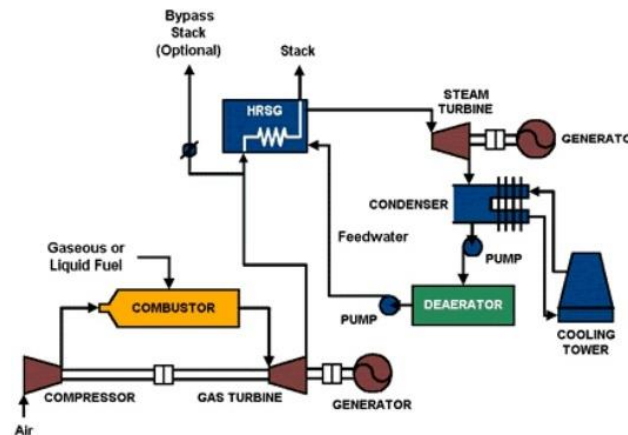 Bypass
Stack
(Optional)
Stack
HRSG
STEAM
TURBINE
GENERATOR
CONDENSER
Feedwater
PUMP
Gaseous or
Liquid Fuel
COMBUSTOR
PUMP
DEAERATOR
COOLING
TOWER
COMPRESSOR
GAS TURBINE
GENERATOR
Air